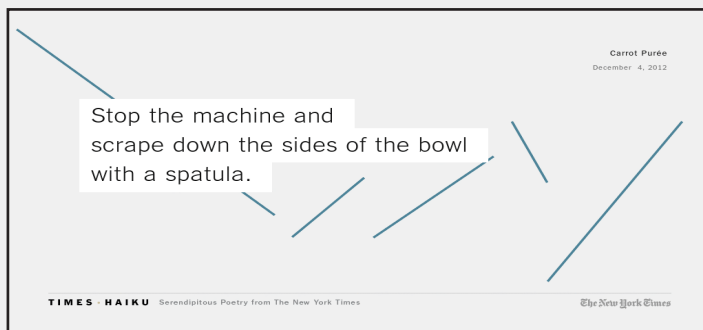 Carrot Purée
December 4, 2012
Stop the machine and
scrape down the sides of the bowl
with a spatula.
TIMES HAIKU Serendipitous Poetry from The New York Times
The New York Times